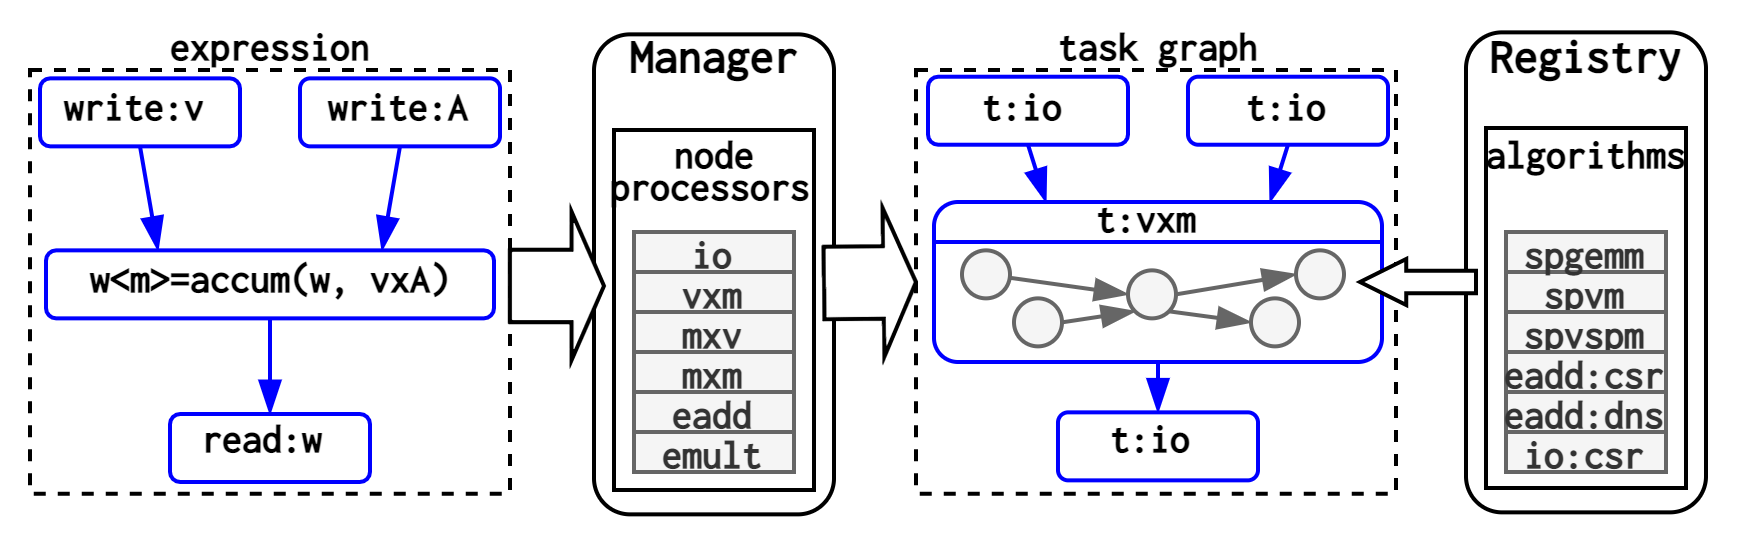 expression
write:v
write:A
w<m>=accum(w, vxA)
read:w
Manager
node
processors
io
vxm
mxv
mxm
eadd
emult
task graph
t:io
t:io
t:vxm
t:io
Registry
algorithms
spgemm
spvm
spvspm
eadd:csr
eadd:dns
io:csr